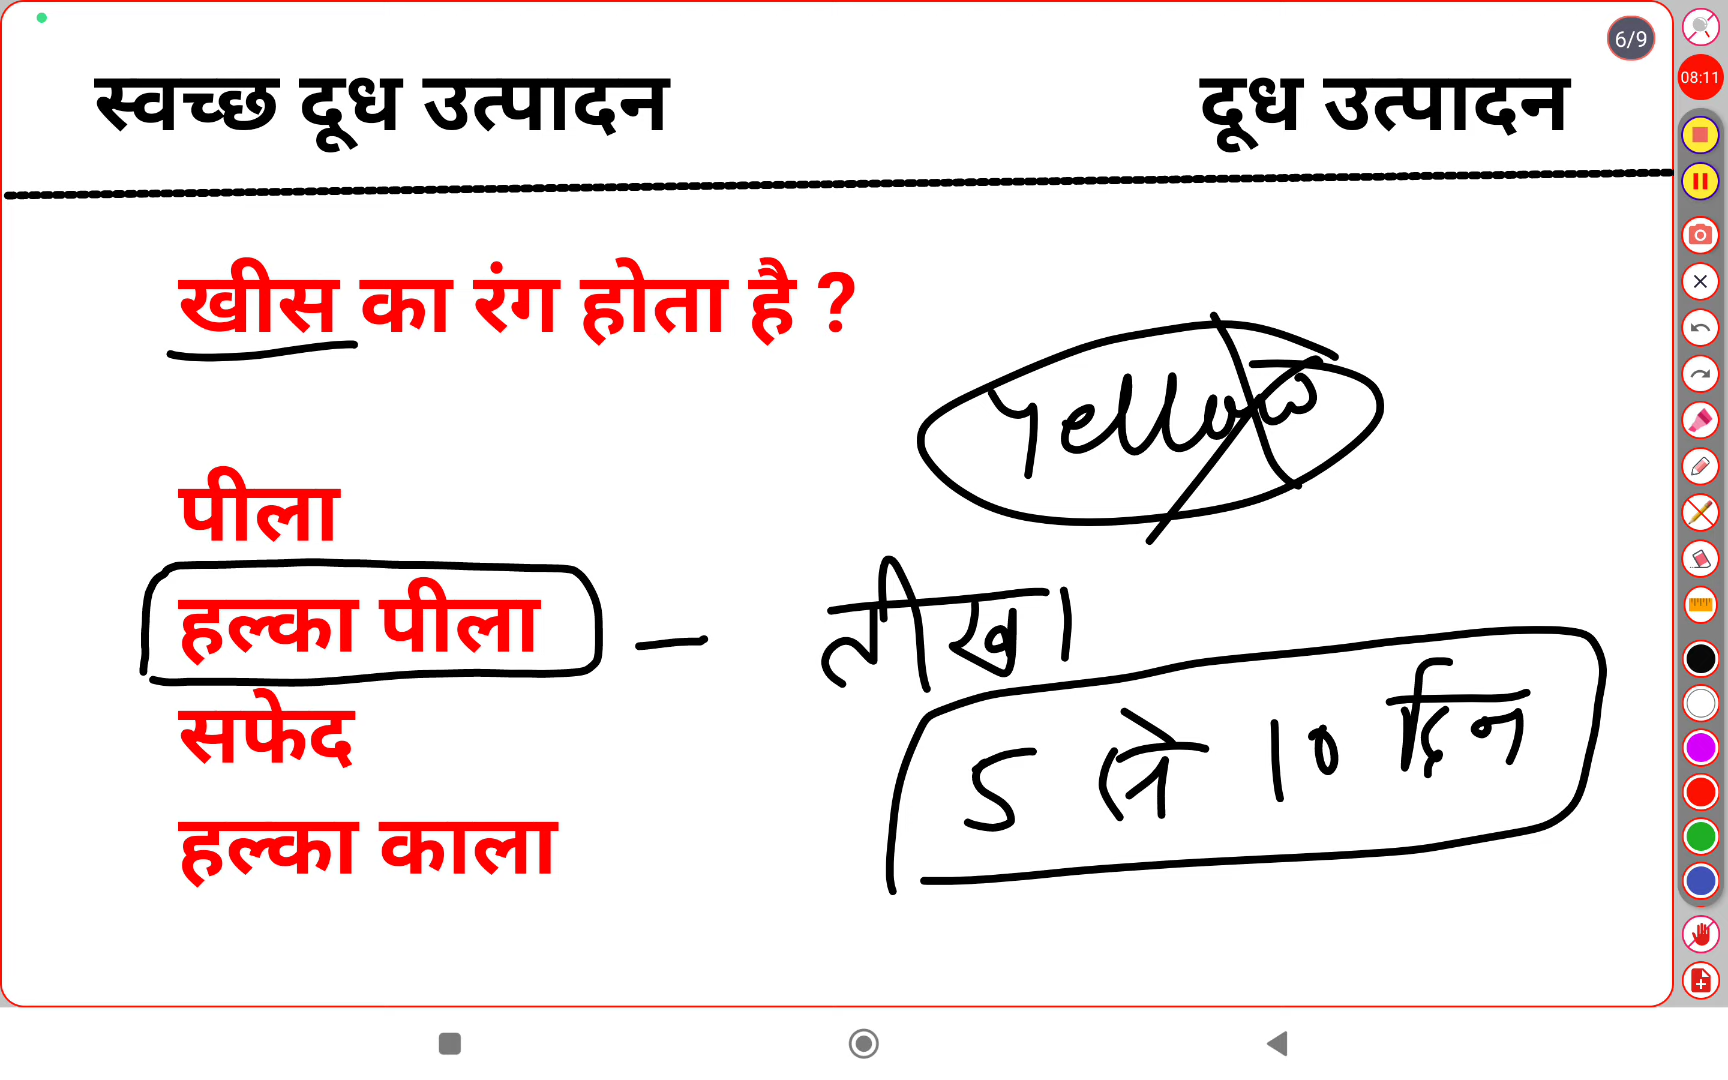 6/9
08:11
स्वच्छ दूध उत्पादन
दूध उत्पादन
खीस का रंग होता है ?
Yellow
पीला
हल्का पीला — तीखा
सफेद
5 से 10 दिन
हल्का काला